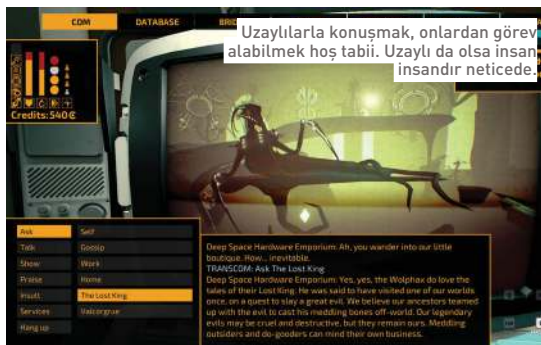 COM
DATABASE
Uzaylılarla konuşmak, onlardan görev
alabilmek hoş tabii. Uzaylı da olsa insan
insandır neticede.
Credits: 540
Ask
Self
Talk
Gossip
Show
Work
Praise
Home
Insult
The Lost King
Services
Valcorgrue
Hang up
Deep Space Hardware Emporium: Ah, you wander into our little
boutique. How... inevitable.
TRANSCOM: Ask The Lost King
Deep Space Hardware Emporium: Yes, yes, the Wolphax do love the
tales of their Lost King. He was said to have visited one of our worlds
once, on a quest to slay a great evil. We believe our ancestors teamed
up with the evil to cast his meddling bones off-world. Our legendary
evils may be cruel and destructive, but they remain ours. Meddling
outsiders and do-gooders can mind their own business.